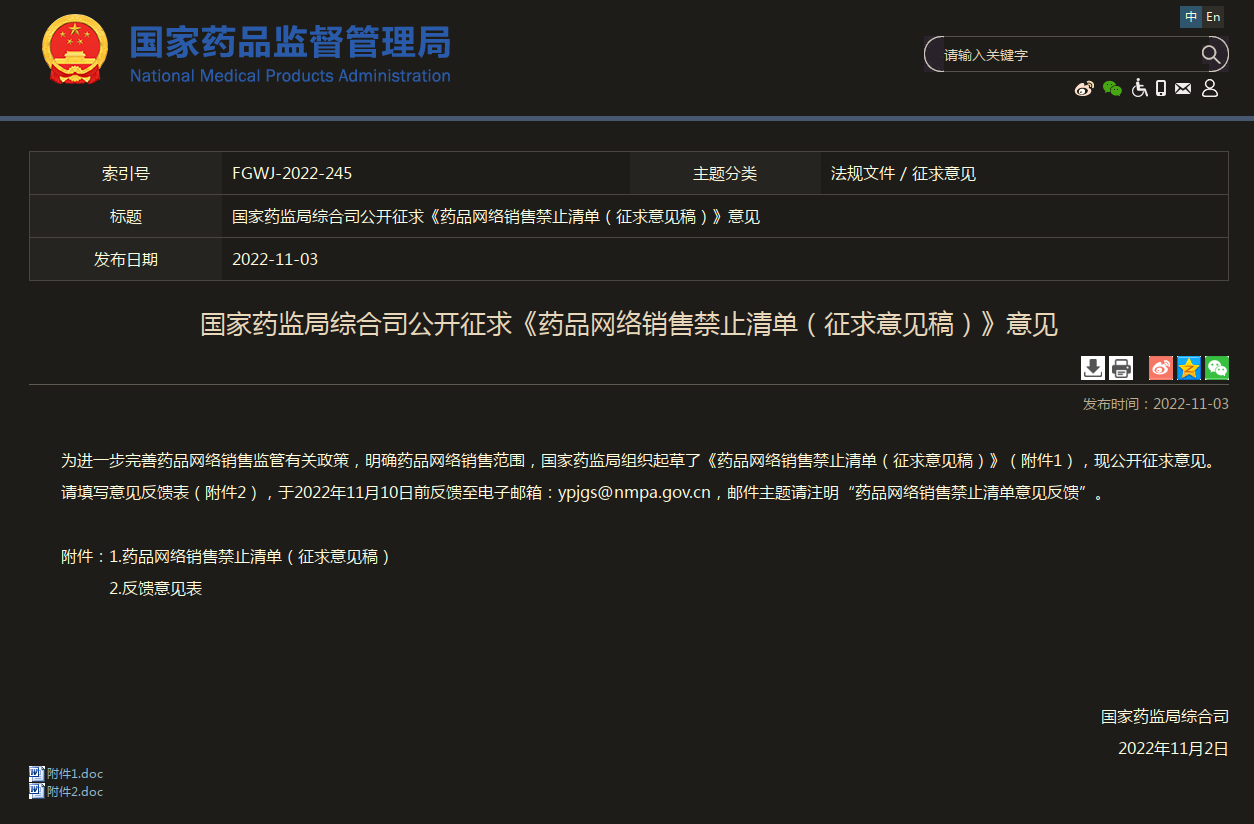 中 En
国家药品监督管理局
National Medical Products Administration
请输入关键字
索引号 FGWJ-2022-245 主题分类 法规文件 / 征求意见
标题 国家药监局综合司公开征求《药品网络销售禁止清单（征求意见稿）》意见
发布日期 2022-11-03
国家药监局综合司公开征求《药品网络销售禁止清单（征求意见稿）》意见
发布时间：2022-11-03
为进一步完善药品网络销售监管有关政策，明确药品网络销售范围，国家药监局组织起草了《药品网络销售禁止清单（征求意见稿）》（附件1），现公开征求意见。
请填写意见反馈表（附件2），于2022年11月10日前反馈至电子邮箱：ypjgs@nmpa.gov.cn，邮件主题请注明“药品网络销售禁止清单意见反馈”。
附件：1.药品网络销售禁止清单（征求意见稿）
2.反馈意见表
国家药监局综合司
2022年11月2日
附件1.doc
附件2.doc